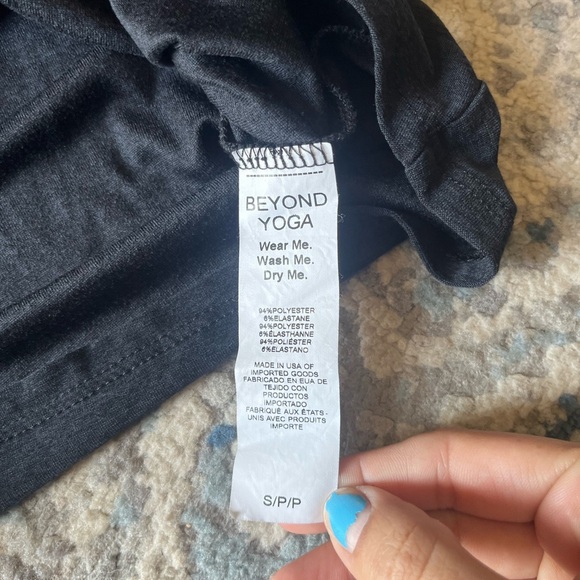 BEYOND
YOGA
Wear Me.
Wash Me.
Dry Me.
94%POLYESTER
6%ELASTANE
94%POLYESTER
6%ÉLASTHANNE
94%POLIÉSTER
6%ELASTANO
MADE IN USA OF
IMPORTED GOODS
FABRICADO EN EUA DE
TEJIDO CON
PRODUCTOS
IMPORTADO
FABRIQUÉ AUX ÉTATS-
UNIS AVEC PRODUITS
IMPORTE
S/P/P